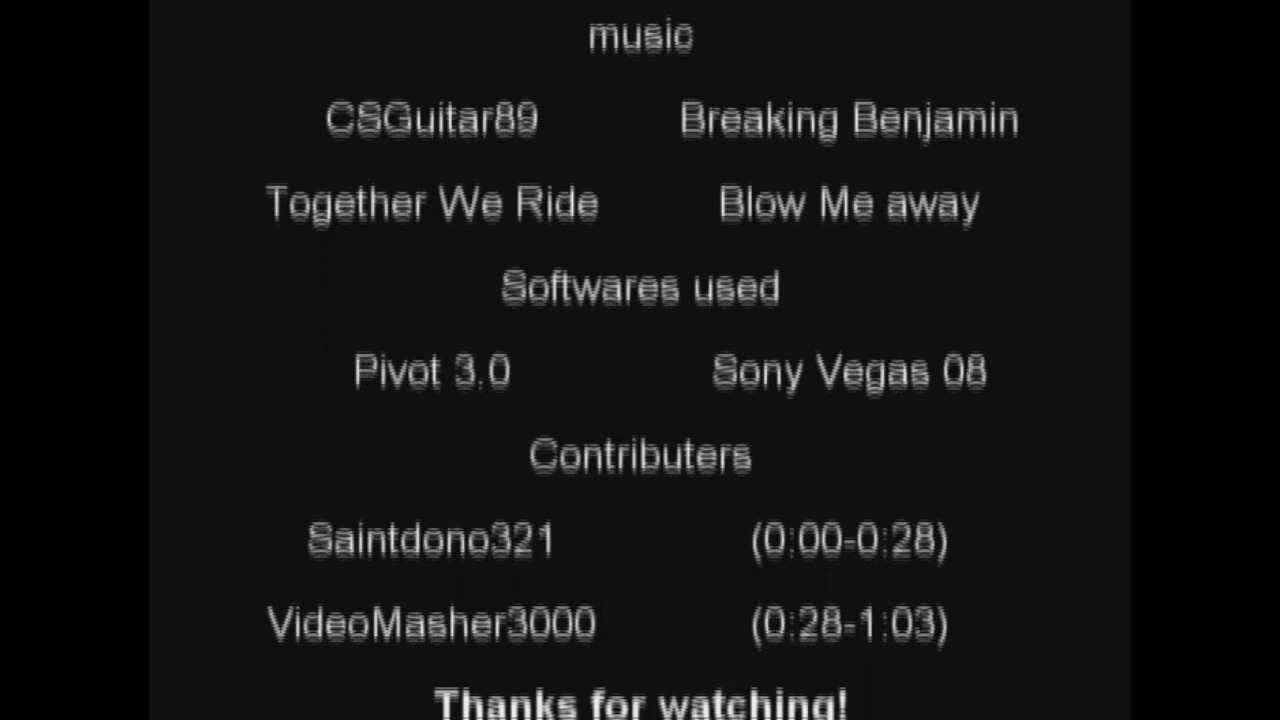 music
CSGuitar89 Breaking Benjamin
Together We Ride Blow Me away
Softwares used
Pivot 3.0 Sony Vegas 08
Contributers
Saintdono321 (0:00-0:28)
VideoMasher3000 (0:28-1:03)
Thanks for watching!